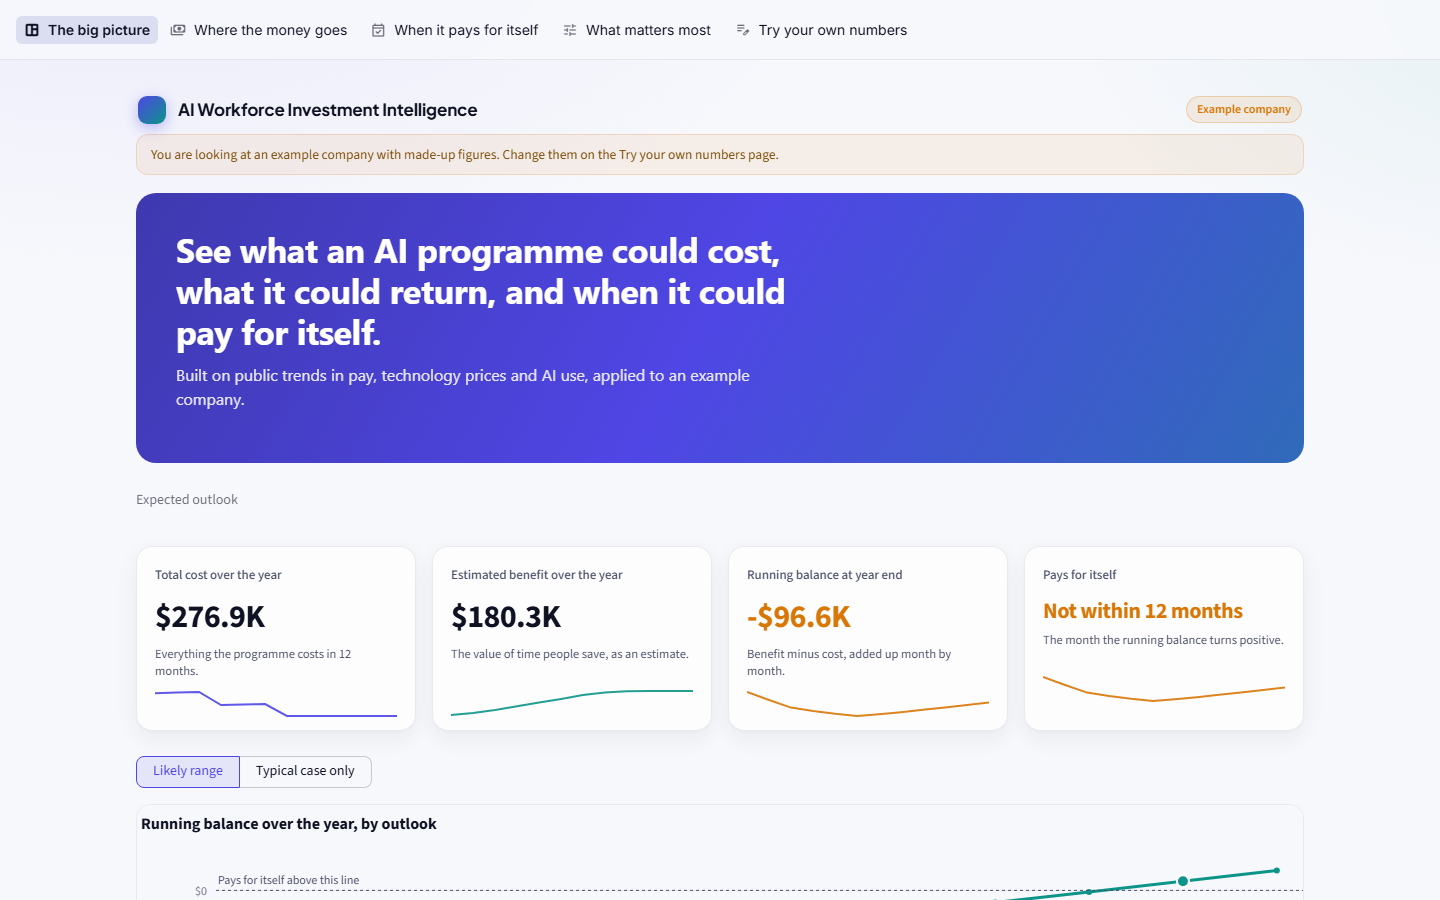 The big picture
Where the money goes
When it pays for itself
What matters most
Try your own numbers
AI Workforce Investment Intelligence
Example company
You are looking at an example company with made-up figures. Change them on the Try your own numbers page.
See what an AI programme could cost,
what it could return, and when it could
pay for itself.
Built on public trends in pay, technology prices and AI use, applied to an example
company.
Expected outlook
Total cost over the year
$276.9K
Everything the programme costs in 12
months.
Estimated benefit over the year
$180.3K
The value of time people save, as an estimate.
Running balance at year end
-$96.6K
Benefit minus cost, added up month by
month.
Pays for itself
Not within 12 months
The month the running balance turns positive.
Likely range
Typical case only
Running balance over the year, by outlook
Pays for itself above this line
$0